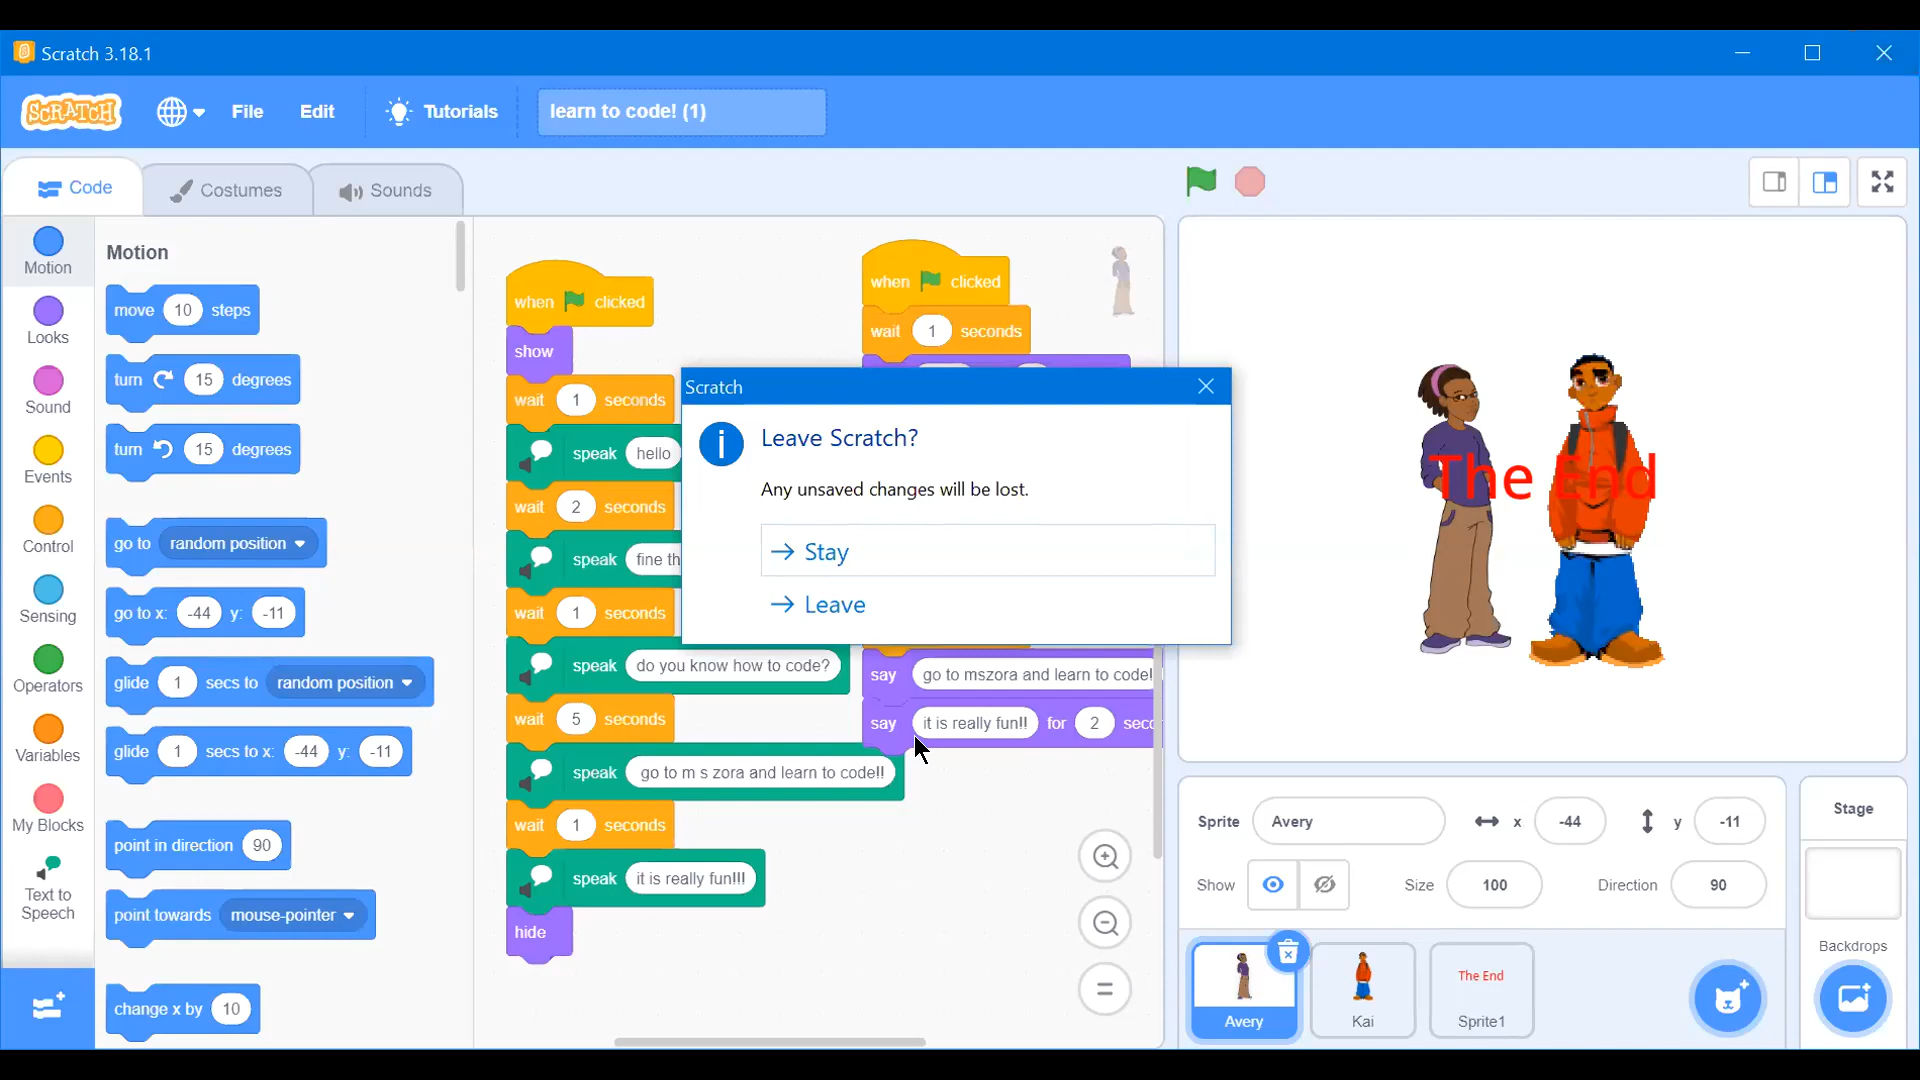 Scratch 3.18.1
SCRATCH
File
Edit
Tutorials
learn to code! (1)
Code
Costumes
Sounds
Motion
Looks
Sound
Events
Control
Sensing
Operators
Variables
My Blocks
Text to
Speech
Motion
move 10 steps
turn 15 degrees
turn 15 degrees
go to random position
go to x: -44 y: -11
glide 1 secs to random position
glide 1 secs to x: -44 y: -11
point in direction 90
point towards mouse-pointer
change x by 10
when clicked
show
wait 1 seconds
speak hello
wait 2 seconds
speak fine
wait 1 seconds
speak do you know how to code?
wait 5 seconds
speak go to m s zora and learn to code!!
wait 1 seconds
speak it is really fun!!!
hide
when clicked
wait 1 seconds
say go to mszora and learn to code!
say it is really fun!! for 2
Scratch
Leave Scratch?
Any unsaved changes will be lost.
Stay
Leave
The End
Sprite Avery x -44 y -11
Show Size 100 Direction 90
Avery
Kai
The End
Sprite1
Stage
Backdrops